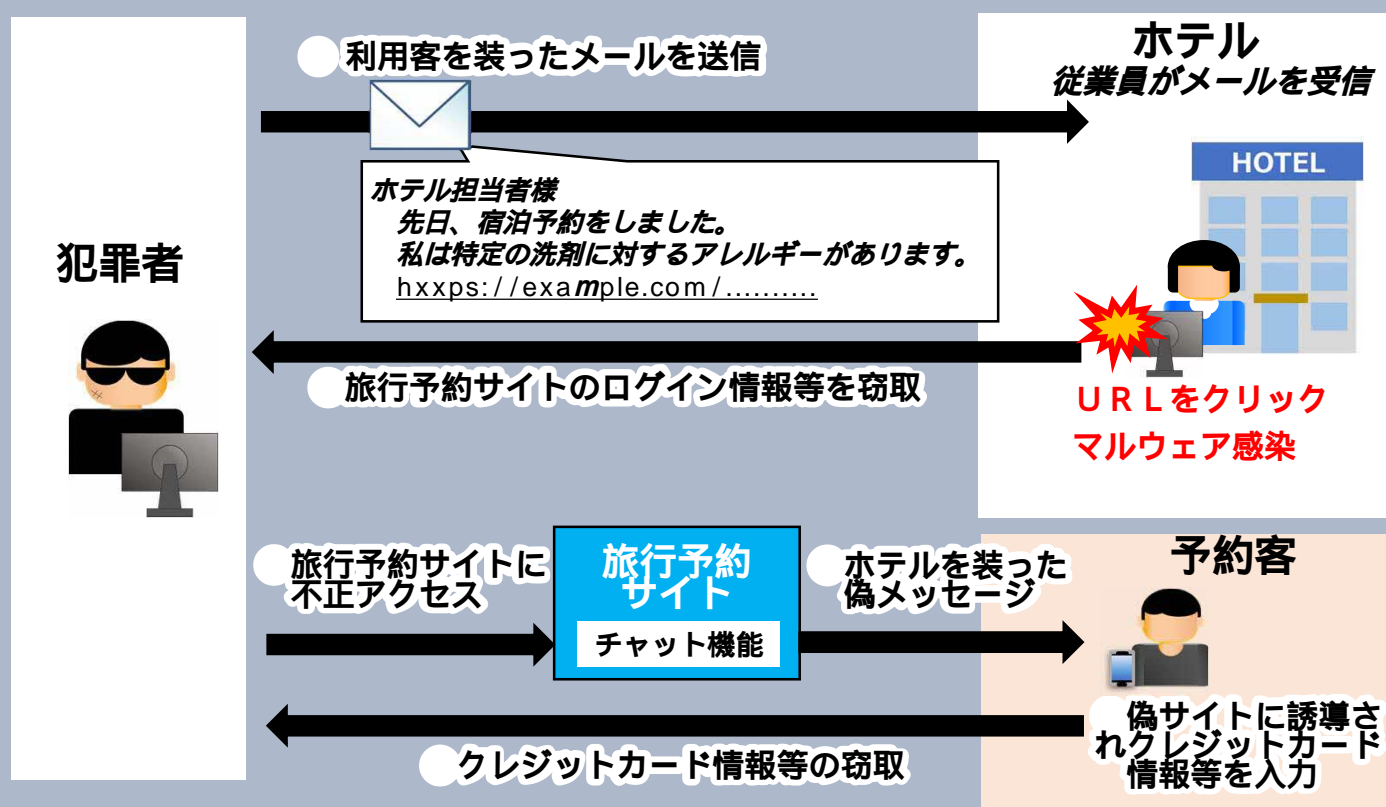 利用客を装ったメールを送信
ホテル
従業員がメールを受信
HOTEL
ホテル担当者様
先日、宿泊予約をしました。
私は特定の洗剤に対するアレルギーがあります。
hxxps://example.com/..........
犯罪者
旅行予約サイトのログイン情報等を窃取
URLをクリック
マルウェア感染
旅行予約サイトに
不正アクセス
旅行予約
サイト
チャット機能
ホテルを装った
偽メッセージ
予約客
偽サイトに誘導さ
れクレジットカード
情報等を入力
クレジットカード情報等の窃取